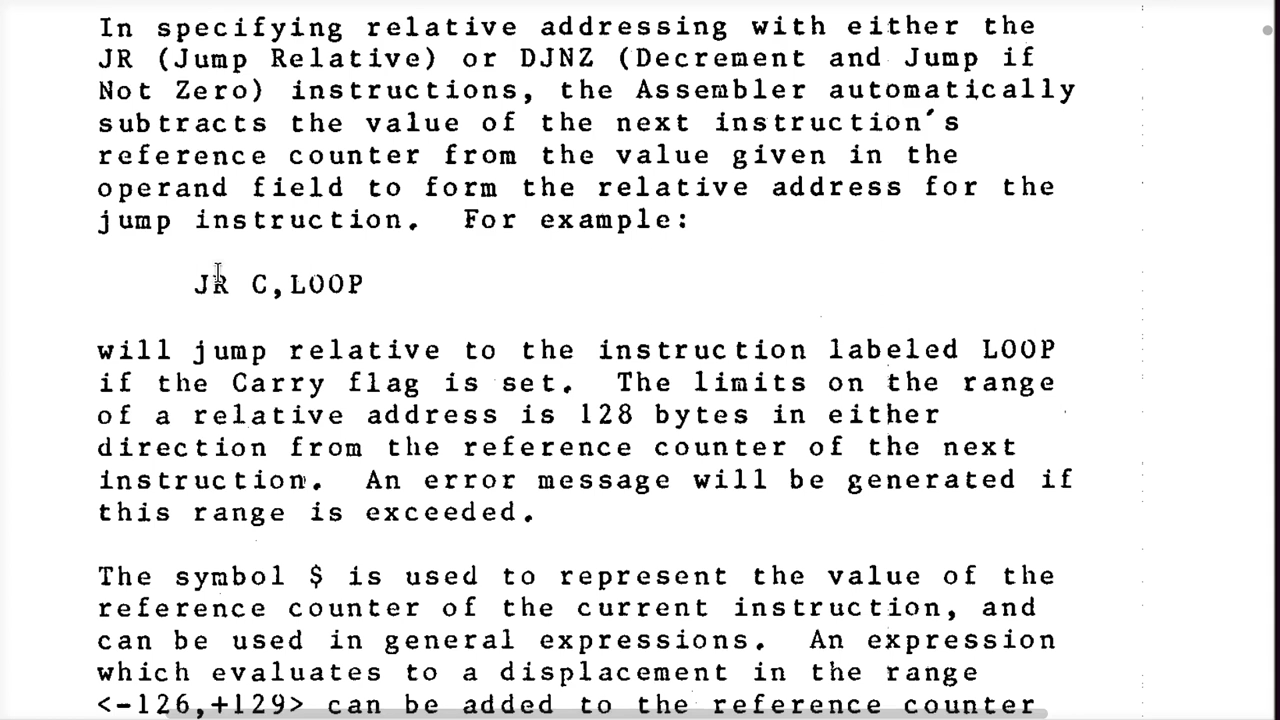 In specifying relative addressing with either the
JR (Jump Relative) or DJNZ (Decrement and Jump if
Not Zero) instructions, the Assembler automatically
subtracts the value of the next instruction's
reference counter from the value given in the
operand field to form the relative address for the
jump instruction. For example:
JR C,LOOP
will jump relative to the instruction labeled LOOP
if the Carry flag is set. The limits on the range
of a relative address is 128 bytes in either
direction from the reference counter of the next
instruction. An error message will be generated if
this range is exceeded.
The symbol $ is used to represent the value of the
reference counter of the current instruction, and
can be used in general expressions. An expression
which evaluates to a displacement in the range
<-126,+129> can be added to the reference counter